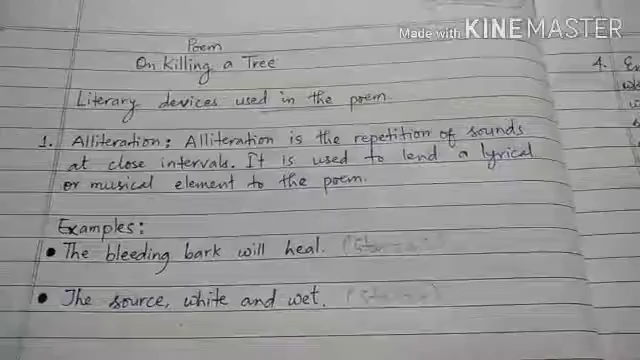 Made with KINEMASTER
Poem
On Killing a Tree
Literary devices used in the poem.
1. Alliteration: Alliteration is the repetition of sounds
at close intervals. It is used to lend a lyrical
or musical element to the poem.
Examples:
• The bleeding bark will heal.
• The source, white and wet.
4.